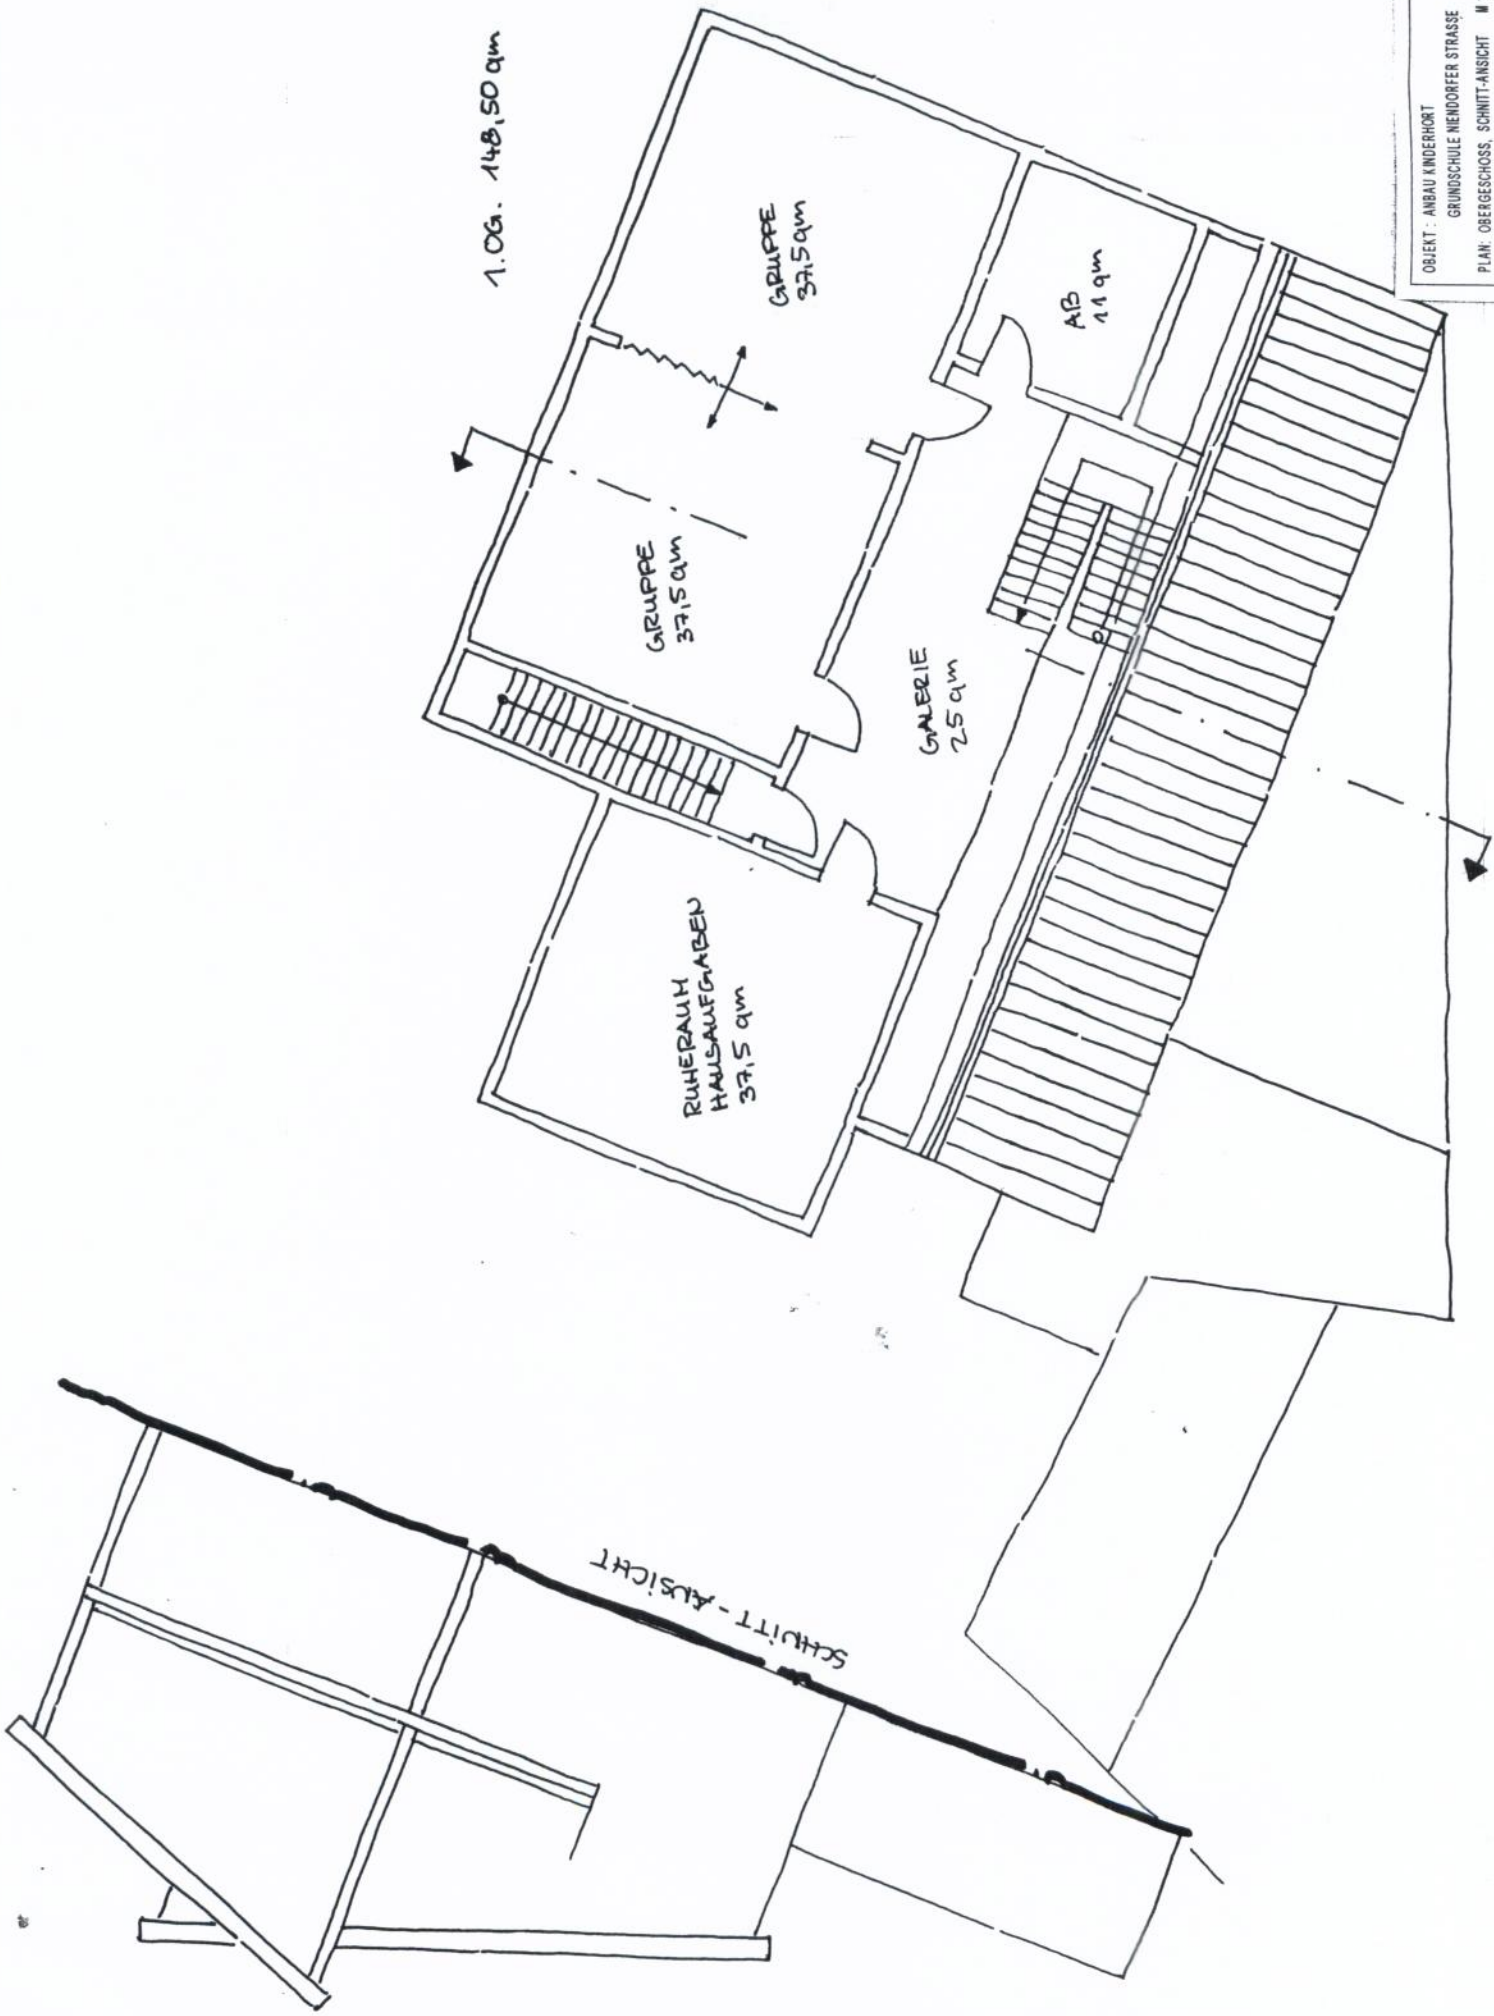 1.OG. 148,50 qm
GRUPPE
37,5 qm
GRUPPE
37,5 qm
AB
11 qm
GALERIE
25 qm
RUHERAUM
HAUSAUFGABEN
37,5 qm
SCHNITT - ANSICHT
OBJEKT : ANBAU KINDERHORT
GRUNDSCHULE NIENDORFER STRASSE
PLAN: OBERGESCHOSS, SCHNITT-ANSICHT M